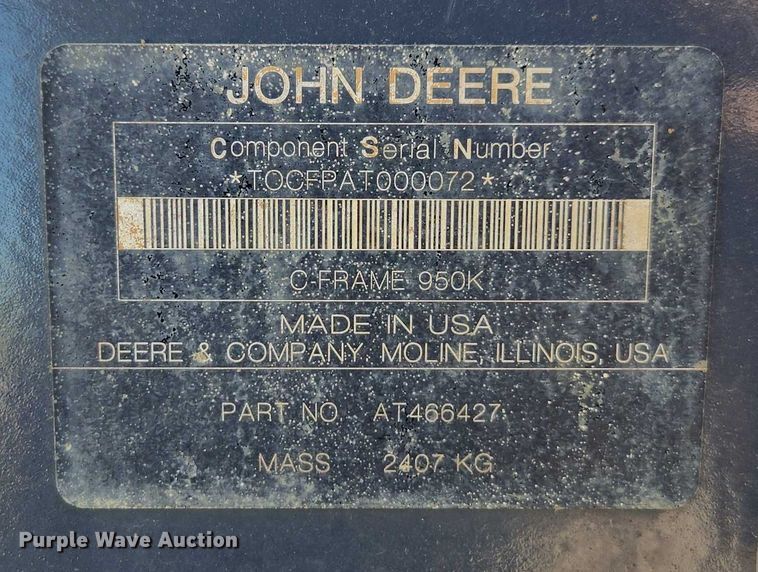 JOHN DEERE
Component Serial Number
*TOCFPAT000072*
C-FRAME 950K
MADE IN USA
DEERE & COMPANY, MOLINE, ILLINOIS, USA
PART NO. AT466427
MASS 2407 KG
Purple Wave Auction